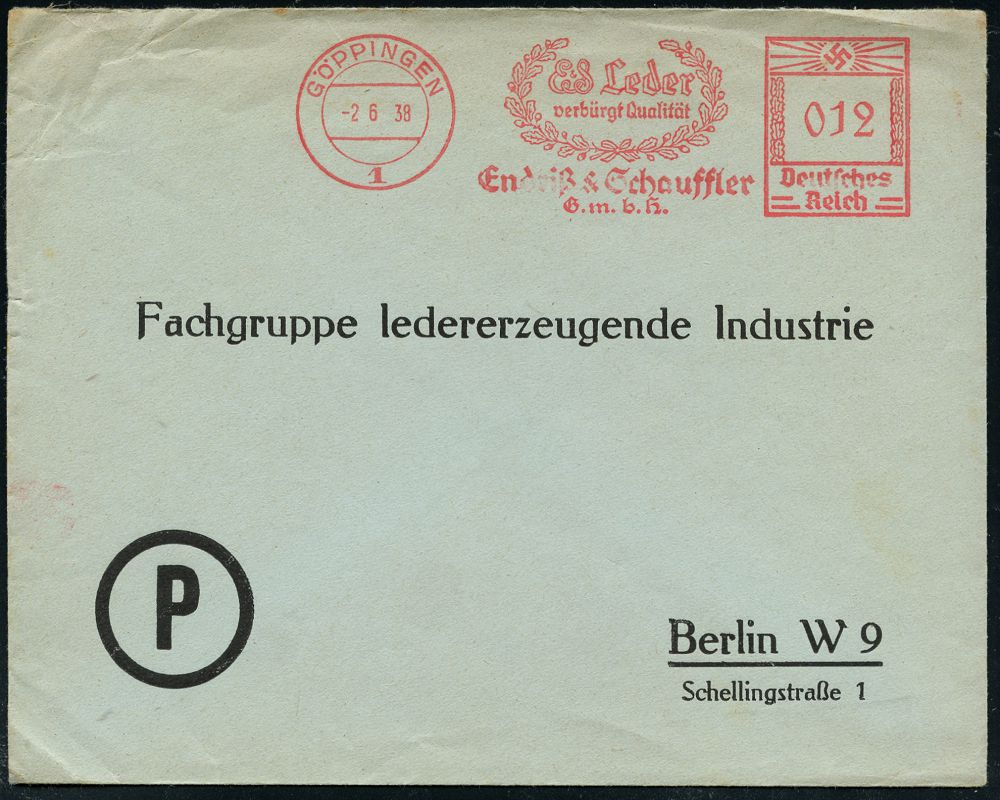 GÖPPINGEN
-2 6 38
1
E&S Leder
verbürgt Qualität
Endriß & Schauffler
G.m.b.H.
012
Deutsches
Reich
Fachgruppe ledererzeugende Industrie
P
Berlin W 9
Schellingstraße 1